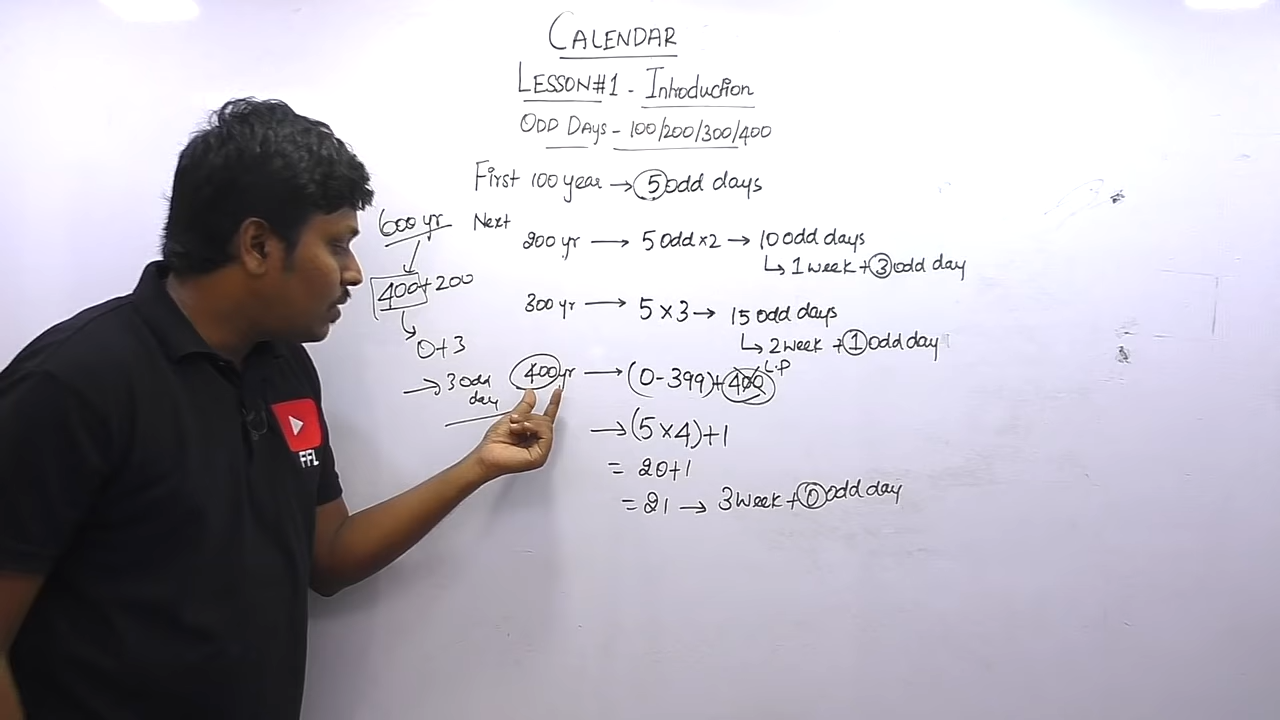 CALENDAR
LESSON#1 - Introduction
ODD DAYS - 100/200/300/400
First 100 year → 5 odd days
Next
200 yr → 5 odd × 2 → 10 odd days
↳ 1 week + 3 odd day
300 yr → 5 × 3 → 15 odd days
↳ 2 week + 1 odd day
400 yr → (0-399)+400 L.P
→ (5×4)+1
= 20+1
= 21 → 3 week + 0 odd day
600 yr
400+200
0+3
→ 3 odd
day
FFL